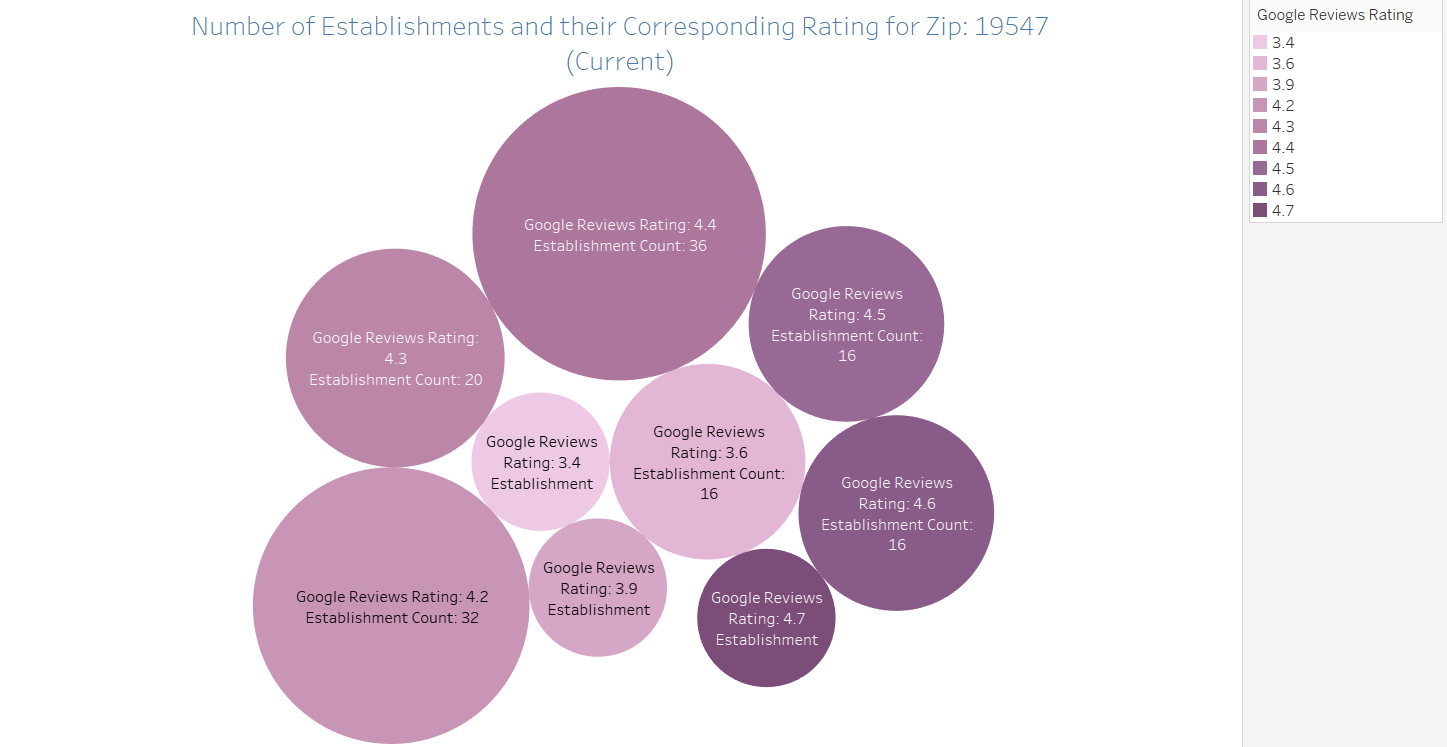 Number of Establishments and their Corresponding Rating for Zip: 19547
(Current)
Google Reviews Rating: 4.4
Establishment Count: 36
Google Reviews
Rating: 4.5
Establishment Count:
16
Google Reviews Rating:
4.3
Establishment Count: 20
Google Reviews
Rating: 3.4
Establishment
Google Reviews
Rating: 3.6
Establishment Count:
16
Google Reviews
Rating: 4.6
Establishment Count:
16
Google Reviews Rating: 4.2
Establishment Count: 32
Google Reviews
Rating: 3.9
Establishment
Google Reviews
Rating: 4.7
Establishment
Google Reviews Rating
3.4
3.6
3.9
4.2
4.3
4.4
4.5
4.6
4.7